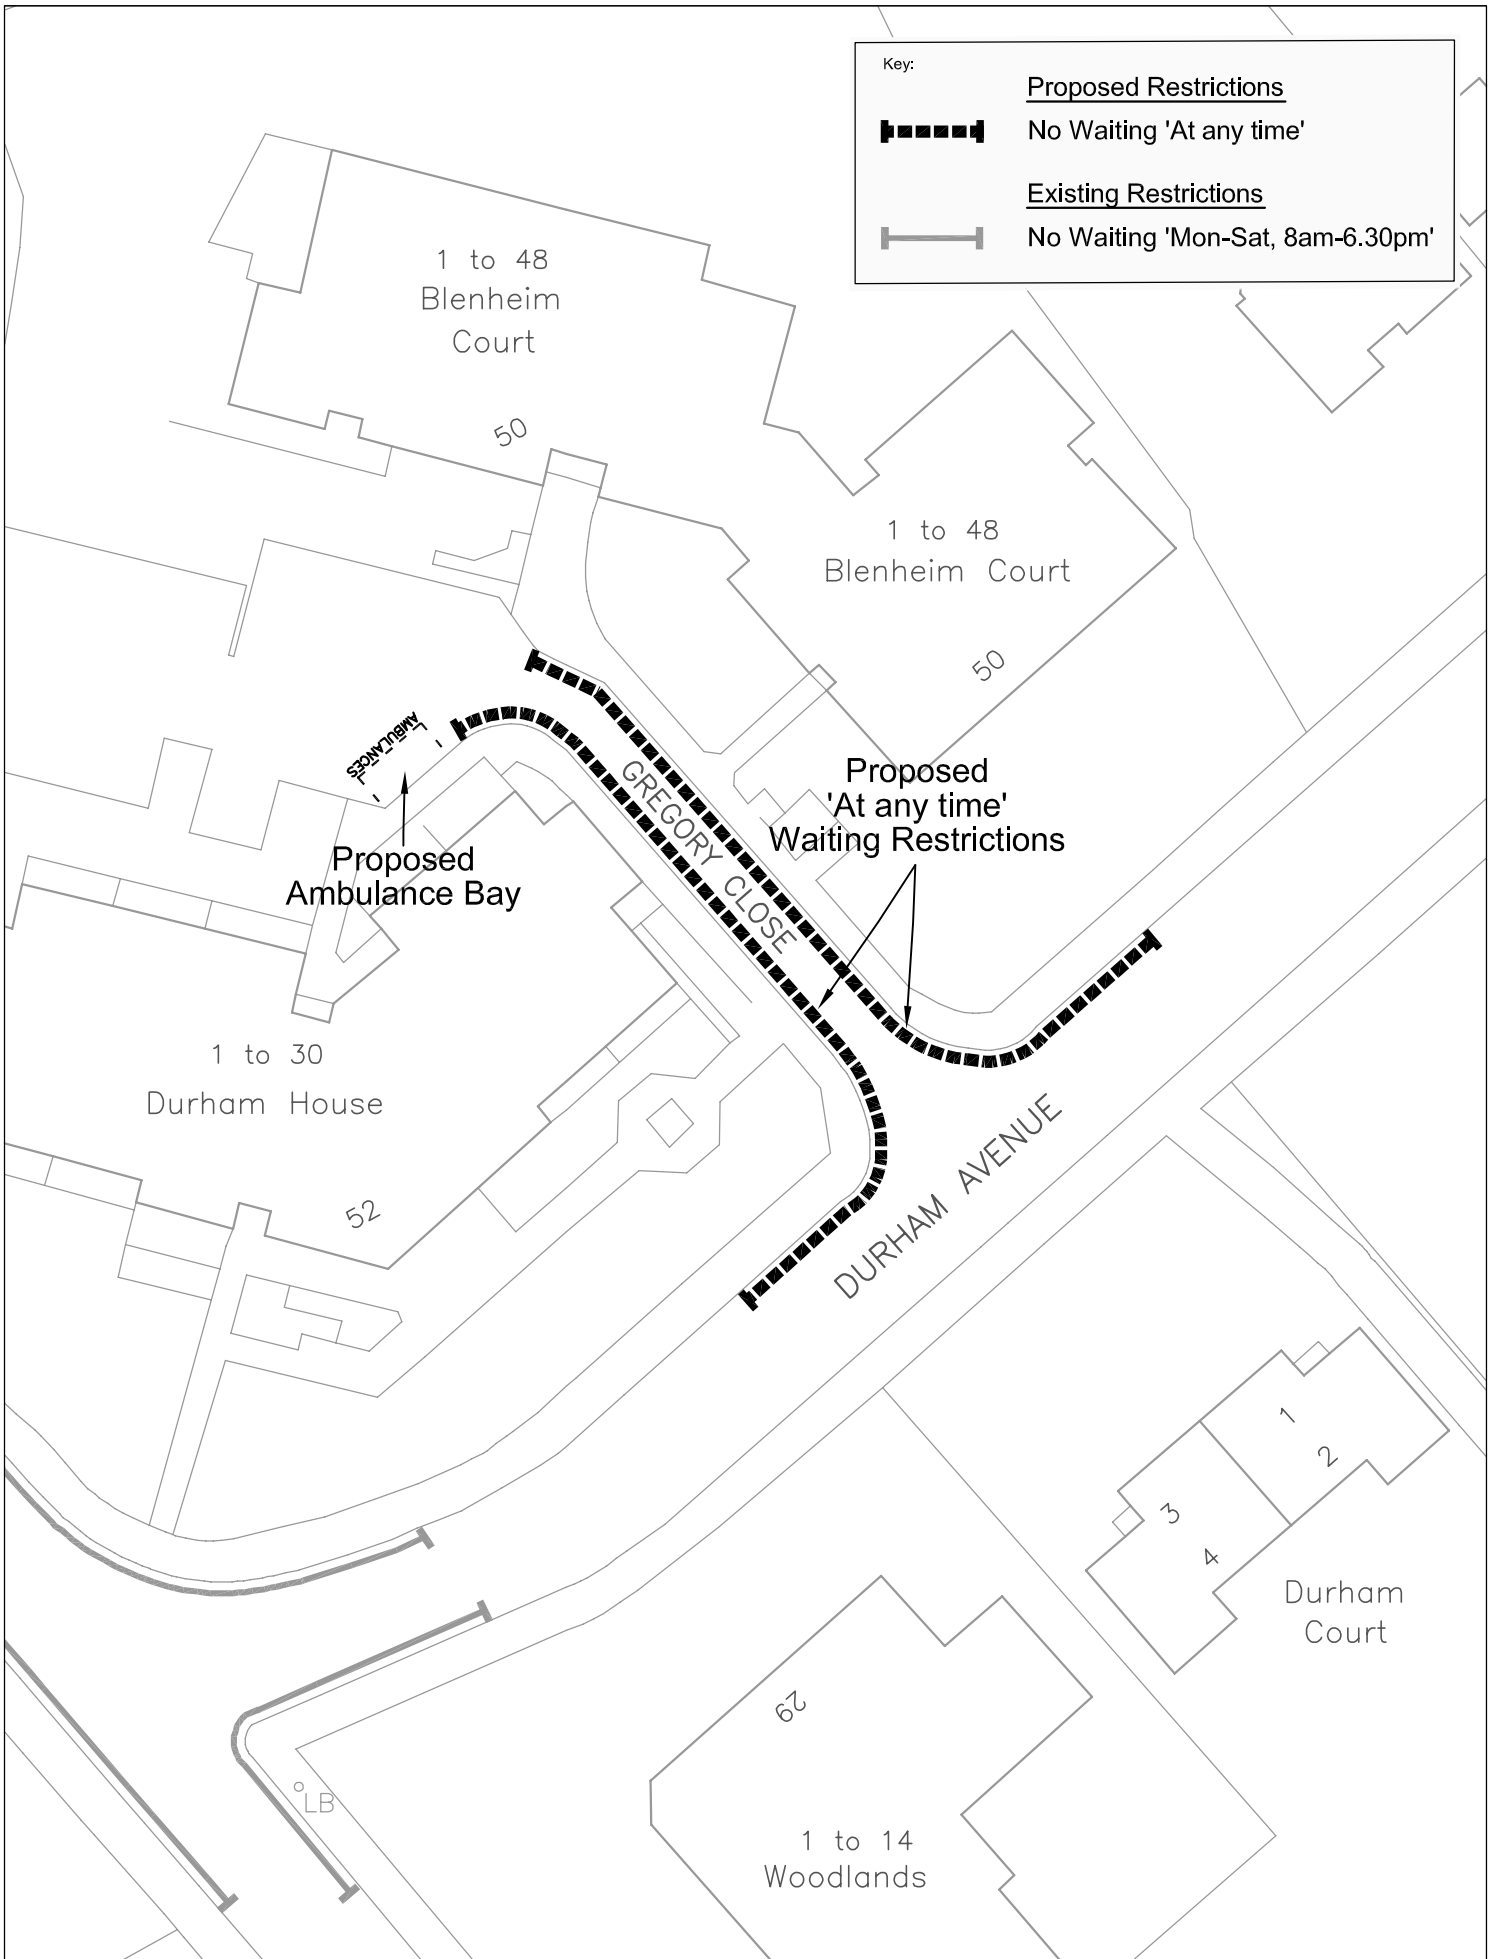 Key:
Proposed Restrictions
No Waiting 'At any time'
Existing Restrictions
No Waiting 'Mon-Sat, 8am-6.30pm'
1 to 48
Blenheim
Court
50
1 to 48
Blenheim Court
50
AMBULANCES
Proposed
Ambulance Bay
GREGORY CLOSE
Proposed
'At any time'
Waiting Restrictions
1 to 30
Durham House
52
DURHAM AVENUE
1
2
3
4
Durham
Court
29
LB
1 to 14
Woodlands